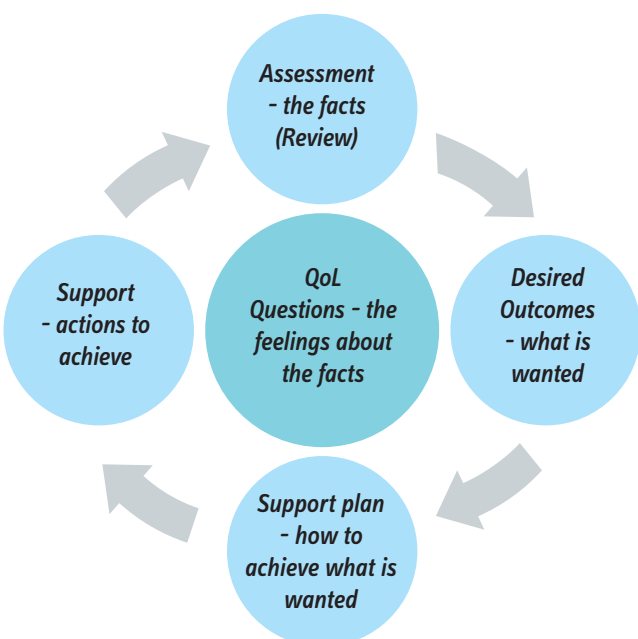 Assessment
- the facts
(Review)
QoL
Questions - the
feelings about
the facts
Desired
Outcomes
- what is
wanted
Support
- actions to
achieve
Support plan
- how to
achieve what is
wanted